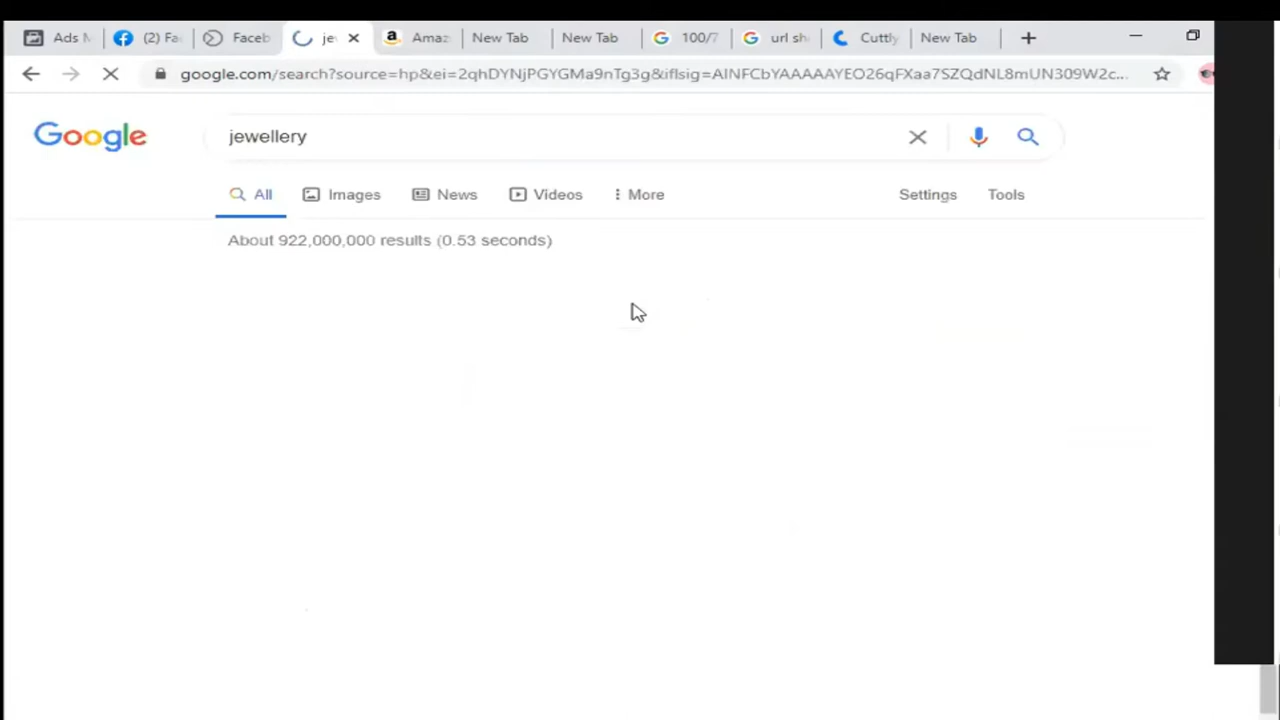 Ads M
(2) Fa
Faceb
je
Amaz
New Tab
New Tab
100/7
url sh
Cuttly
New Tab
google.com/search?source=hp&ei=2qhDYNjPGYGMa9nTg3g&iflsig=AINFCbYAAAAAYEO26qFXaa7SZQdNL8mUN309W2c...
Google
jewellery
All
Images
News
Videos
More
Settings
Tools
About 922,000,000 results (0.53 seconds)